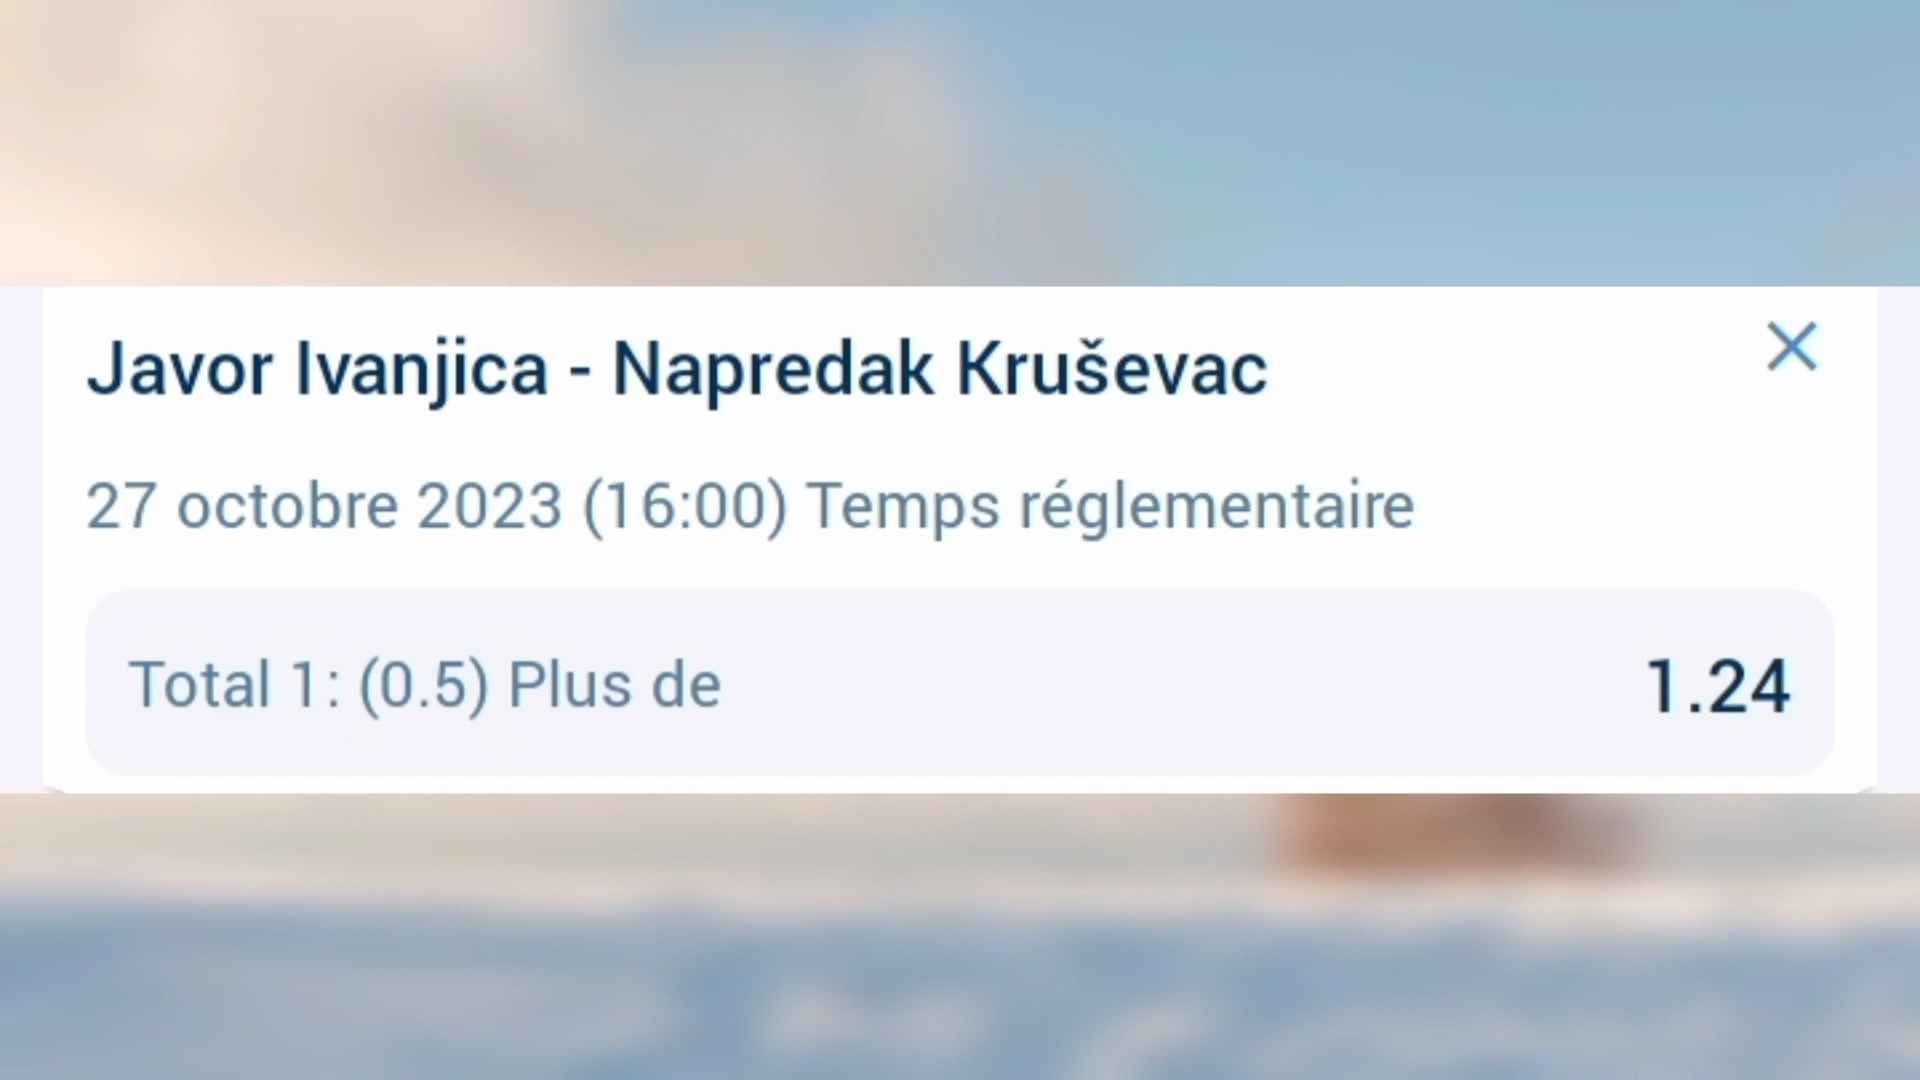 Javor Ivanjica - Napredak Kruševac
27 octobre 2023 (16:00) Temps réglementaire
Total 1: (0.5) Plus de 1.24